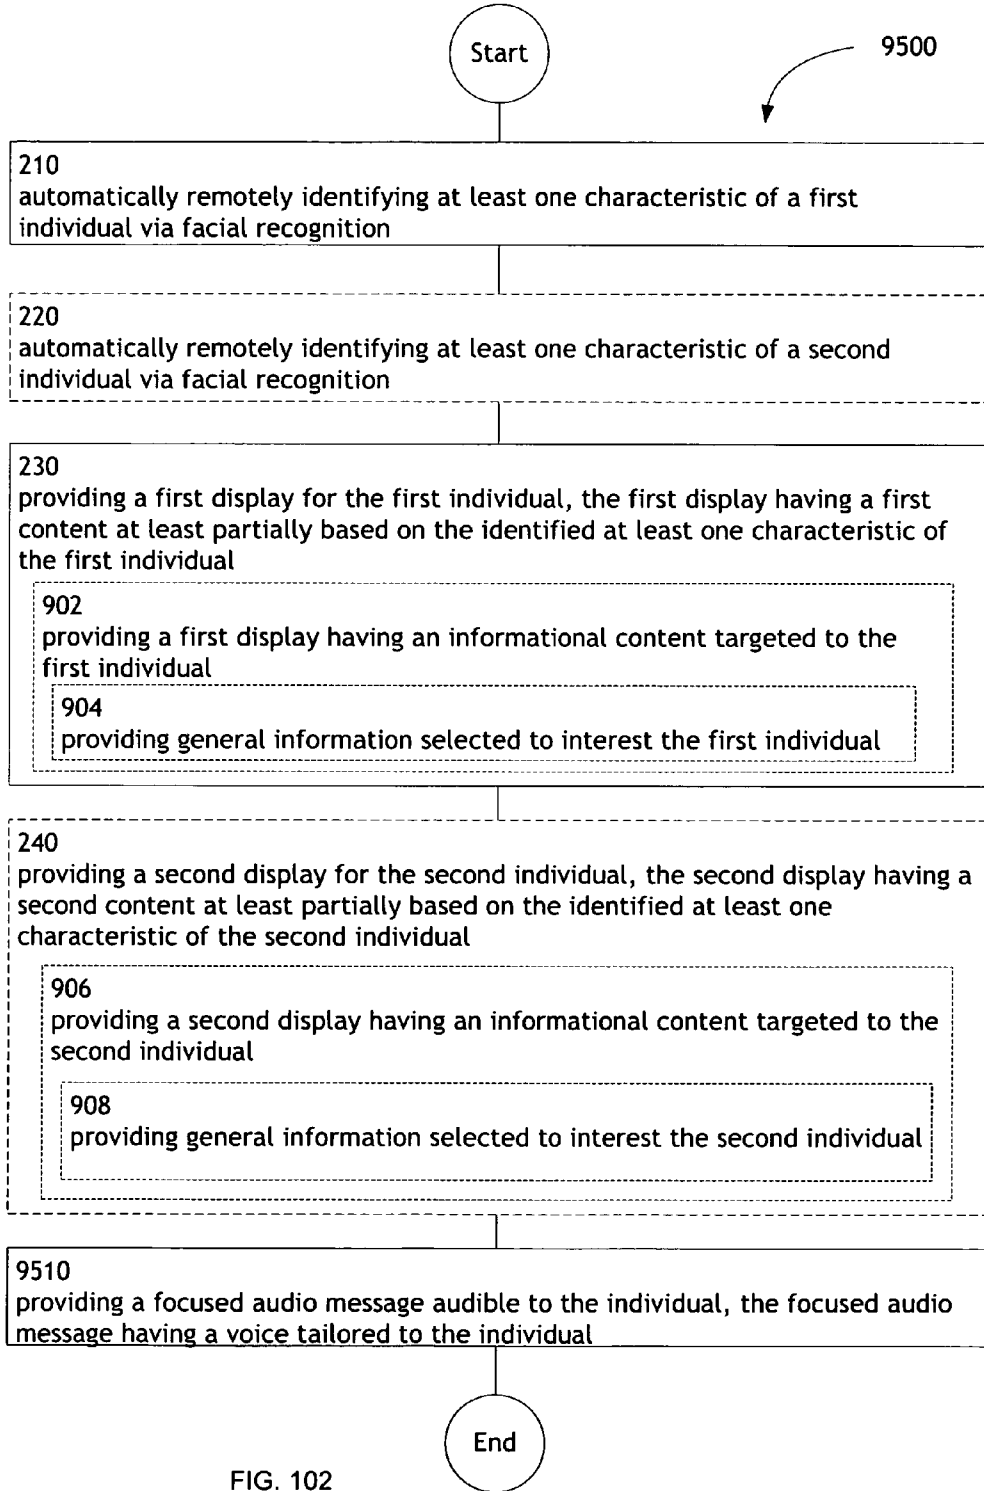 Start
9500
210
automatically remotely identifying at least one characteristic of a first
individual via facial recognition
220
automatically remotely identifying at least one characteristic of a second
individual via facial recognition
230
providing a first display for the first individual, the first display having a first
content at least partially based on the identified at least one characteristic of
the first individual
902
providing a first display having an informational content targeted to the
first individual
904
providing general information selected to interest the first individual
240
providing a second display for the second individual, the second display having a
second content at least partially based on the identified at least one
characteristic of the second individual
906
providing a second display having an informational content targeted to the
second individual
908
providing general information selected to interest the second individual
9510
providing a focused audio message audible to the individual, the focused audio
message having a voice tailored to the individual
End
FIG. 102